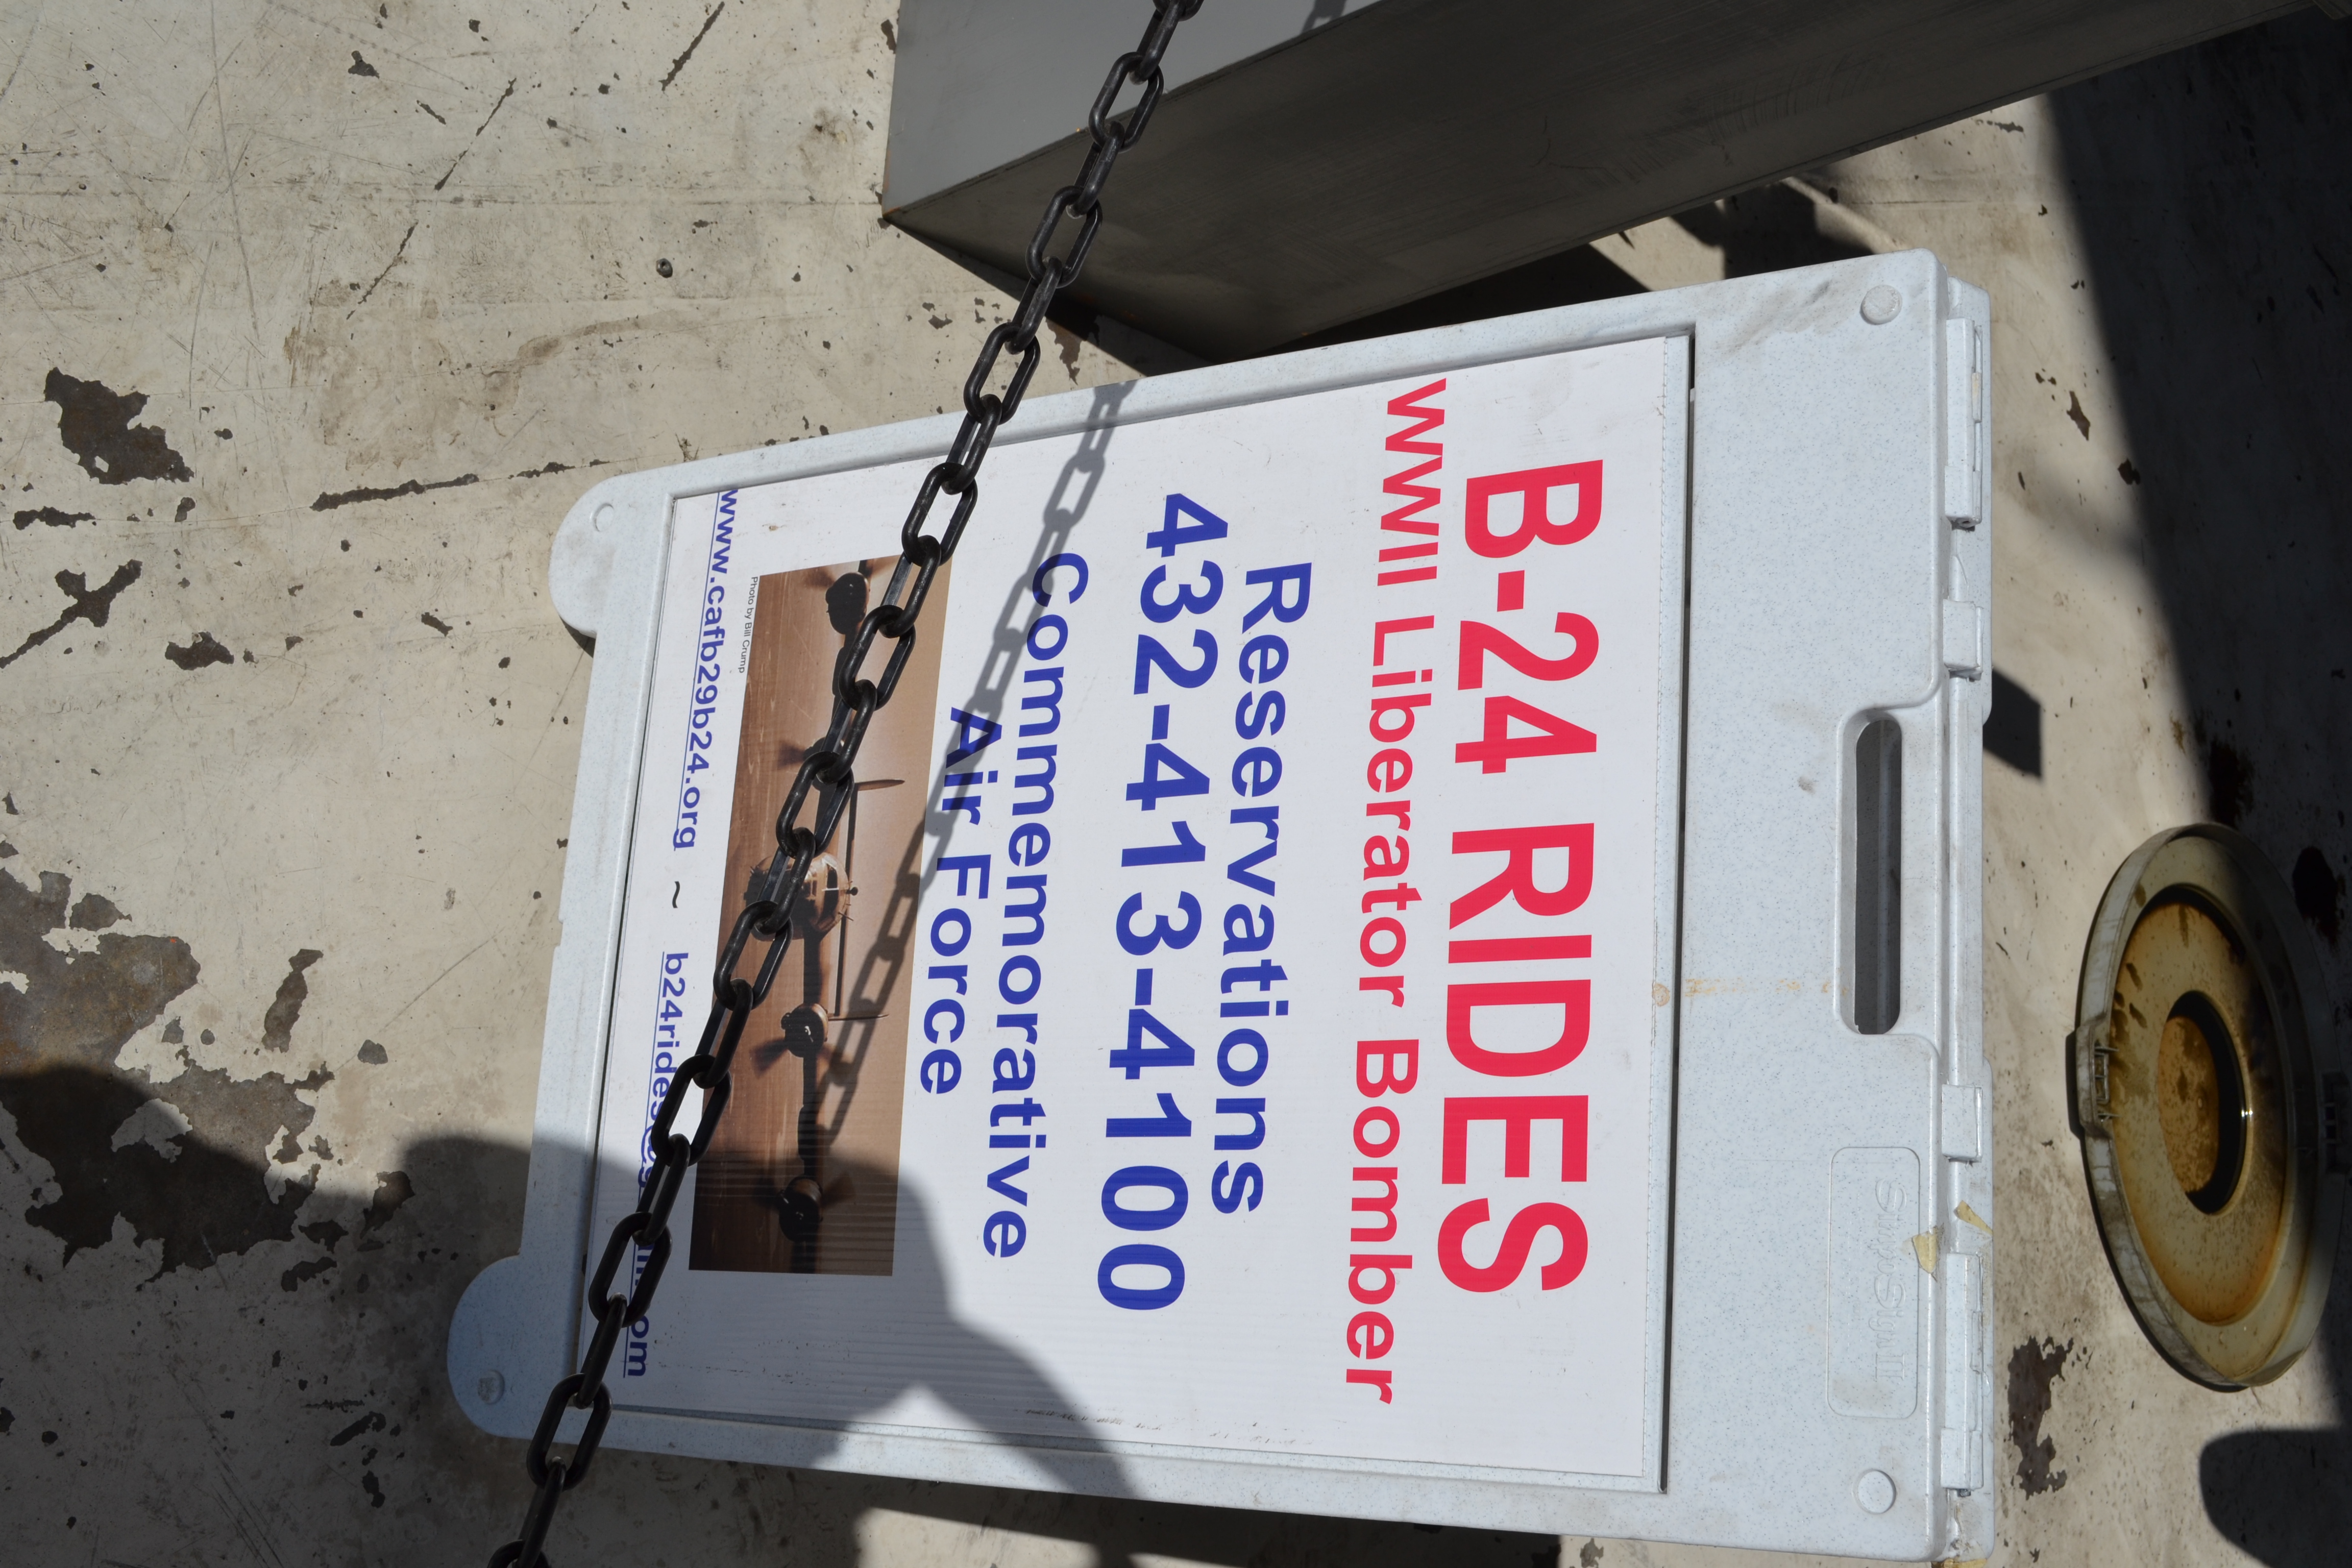 B-24 RIDES
WWII Liberator Bomber
Reservations
432-413-4100
Commemorative
Air Force
Photo by Bill Crump
www.cafb29b24.org ~